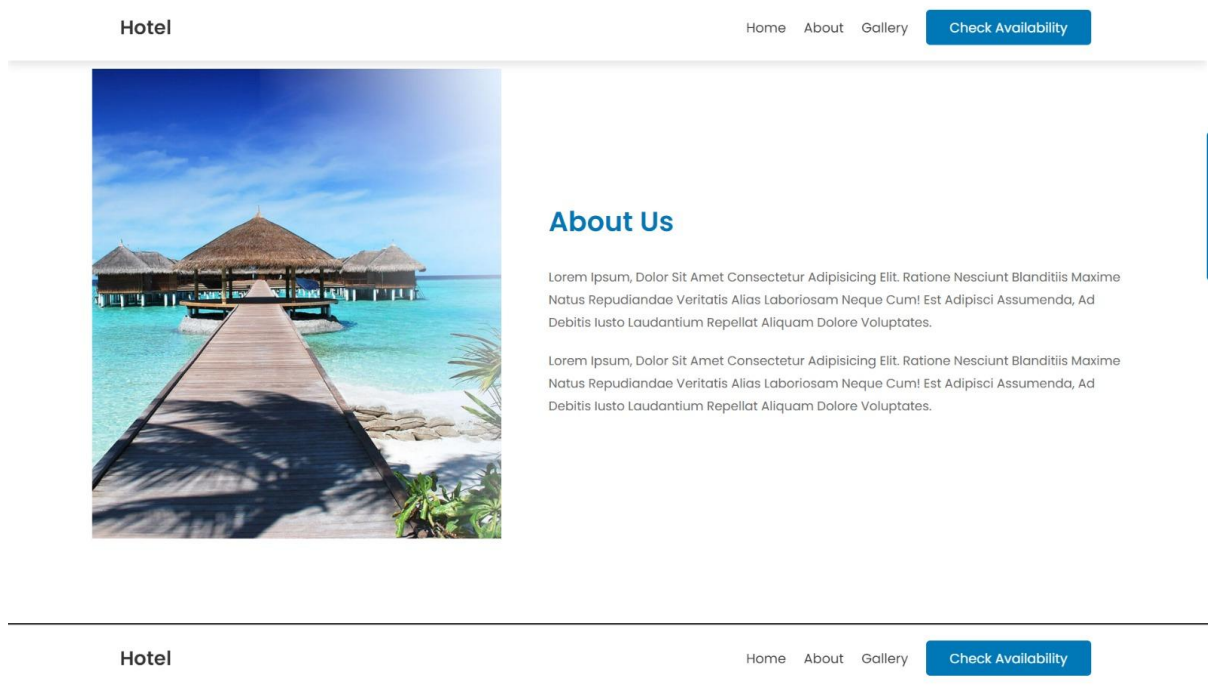 Hotel Home About Gallery Check Availability
About Us
Lorem Ipsum, Dolor Sit Amet Consectetur Adipisicing Elit. Ratione Nesciunt Blanditiis Maxime
Natus Repudiandae Veritatis Alias Laboriosam Neque Cum! Est Adipisci Assumenda, Ad
Debitis Iusto Laudantium Repellat Aliquam Dolore Voluptates.
Lorem Ipsum, Dolor Sit Amet Consectetur Adipisicing Elit. Ratione Nesciunt Blanditiis Maxime
Natus Repudiandae Veritatis Alias Laboriosam Neque Cum! Est Adipisci Assumenda, Ad
Debitis Iusto Laudantium Repellat Aliquam Dolore Voluptates.
Hotel Home About Gallery Check Availability